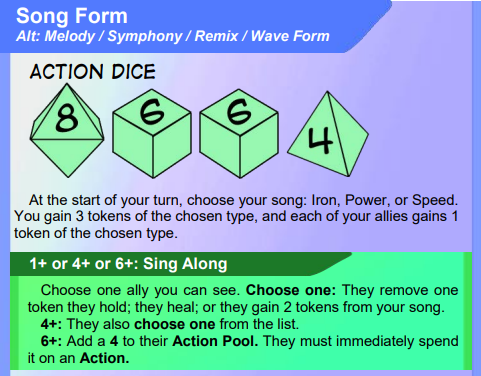 Song Form
Alt: Melody / Symphony / Remix / Wave Form
ACTION DICE
8 6 6 4
At the start of your turn, choose your song: Iron, Power, or Speed.
You gain 3 tokens of the chosen type, and each of your allies gains 1
token of the chosen type.
1+ or 4+ or 6+: Sing Along
Choose one ally you can see. Choose one: They remove one
token they hold; they heal; or they gain 2 tokens from your song.
4+: They also choose one from the list.
6+: Add a 4 to their Action Pool. They must immediately spend
it on an Action.